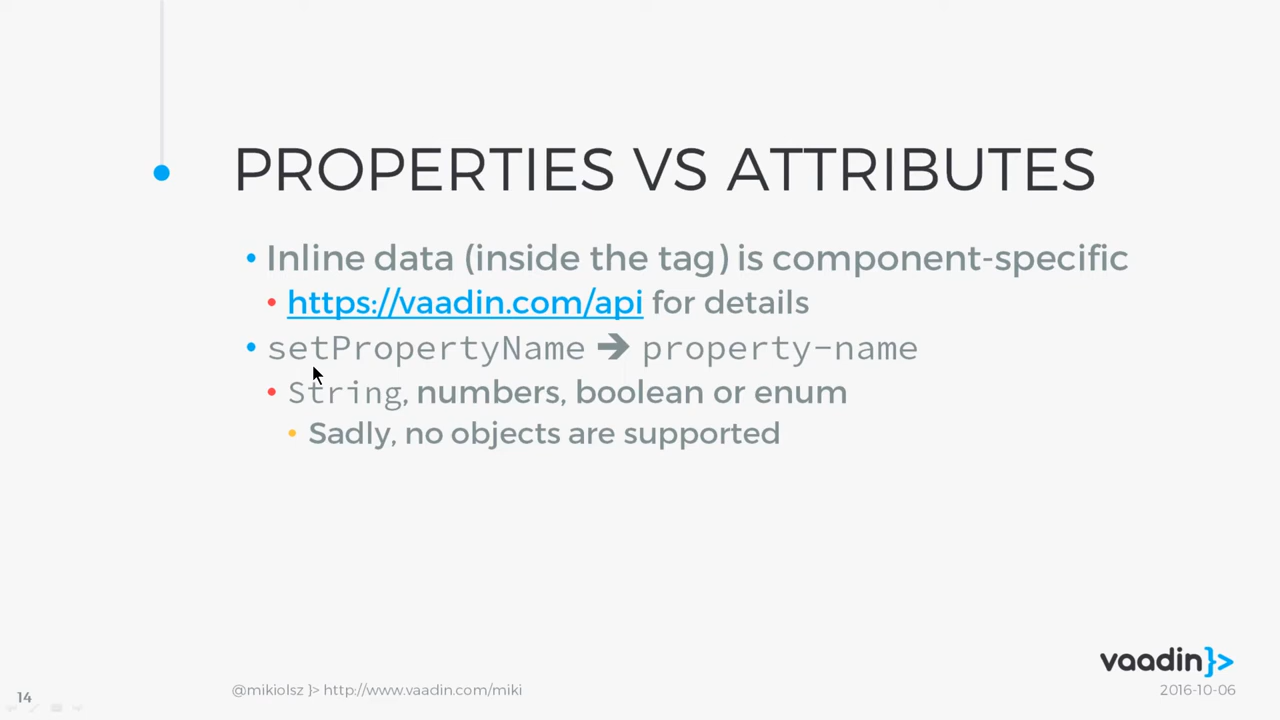 PROPERTIES VS ATTRIBUTES
• Inline data (inside the tag) is component-specific
• https://vaadin.com/api for details
• setPropertyName ➔ property-name
• String, numbers, boolean or enum
• Sadly, no objects are supported
vaadin}>
14
@mikiolsz }> http://www.vaadin.com/miki
2016-10-06